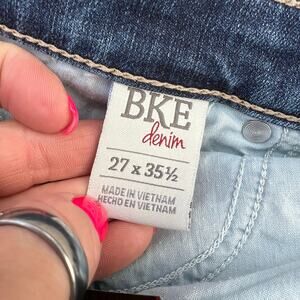 BKE
denim
27 x 35½
MADE IN VIETNAM
HECHO EN VIETNAM